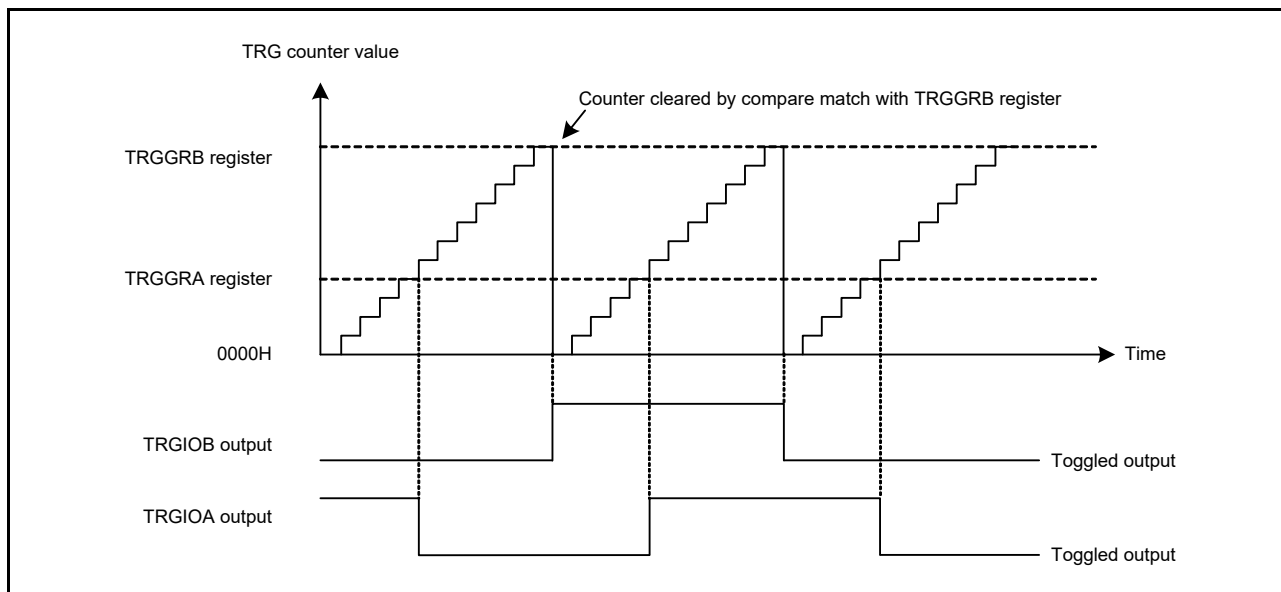 TRG counter value
Counter cleared by compare match with TRGGRB register
TRGGRB register
TRGGRA register
0000H
Time
TRGIOB output
Toggled output
TRGIOA output
Toggled output